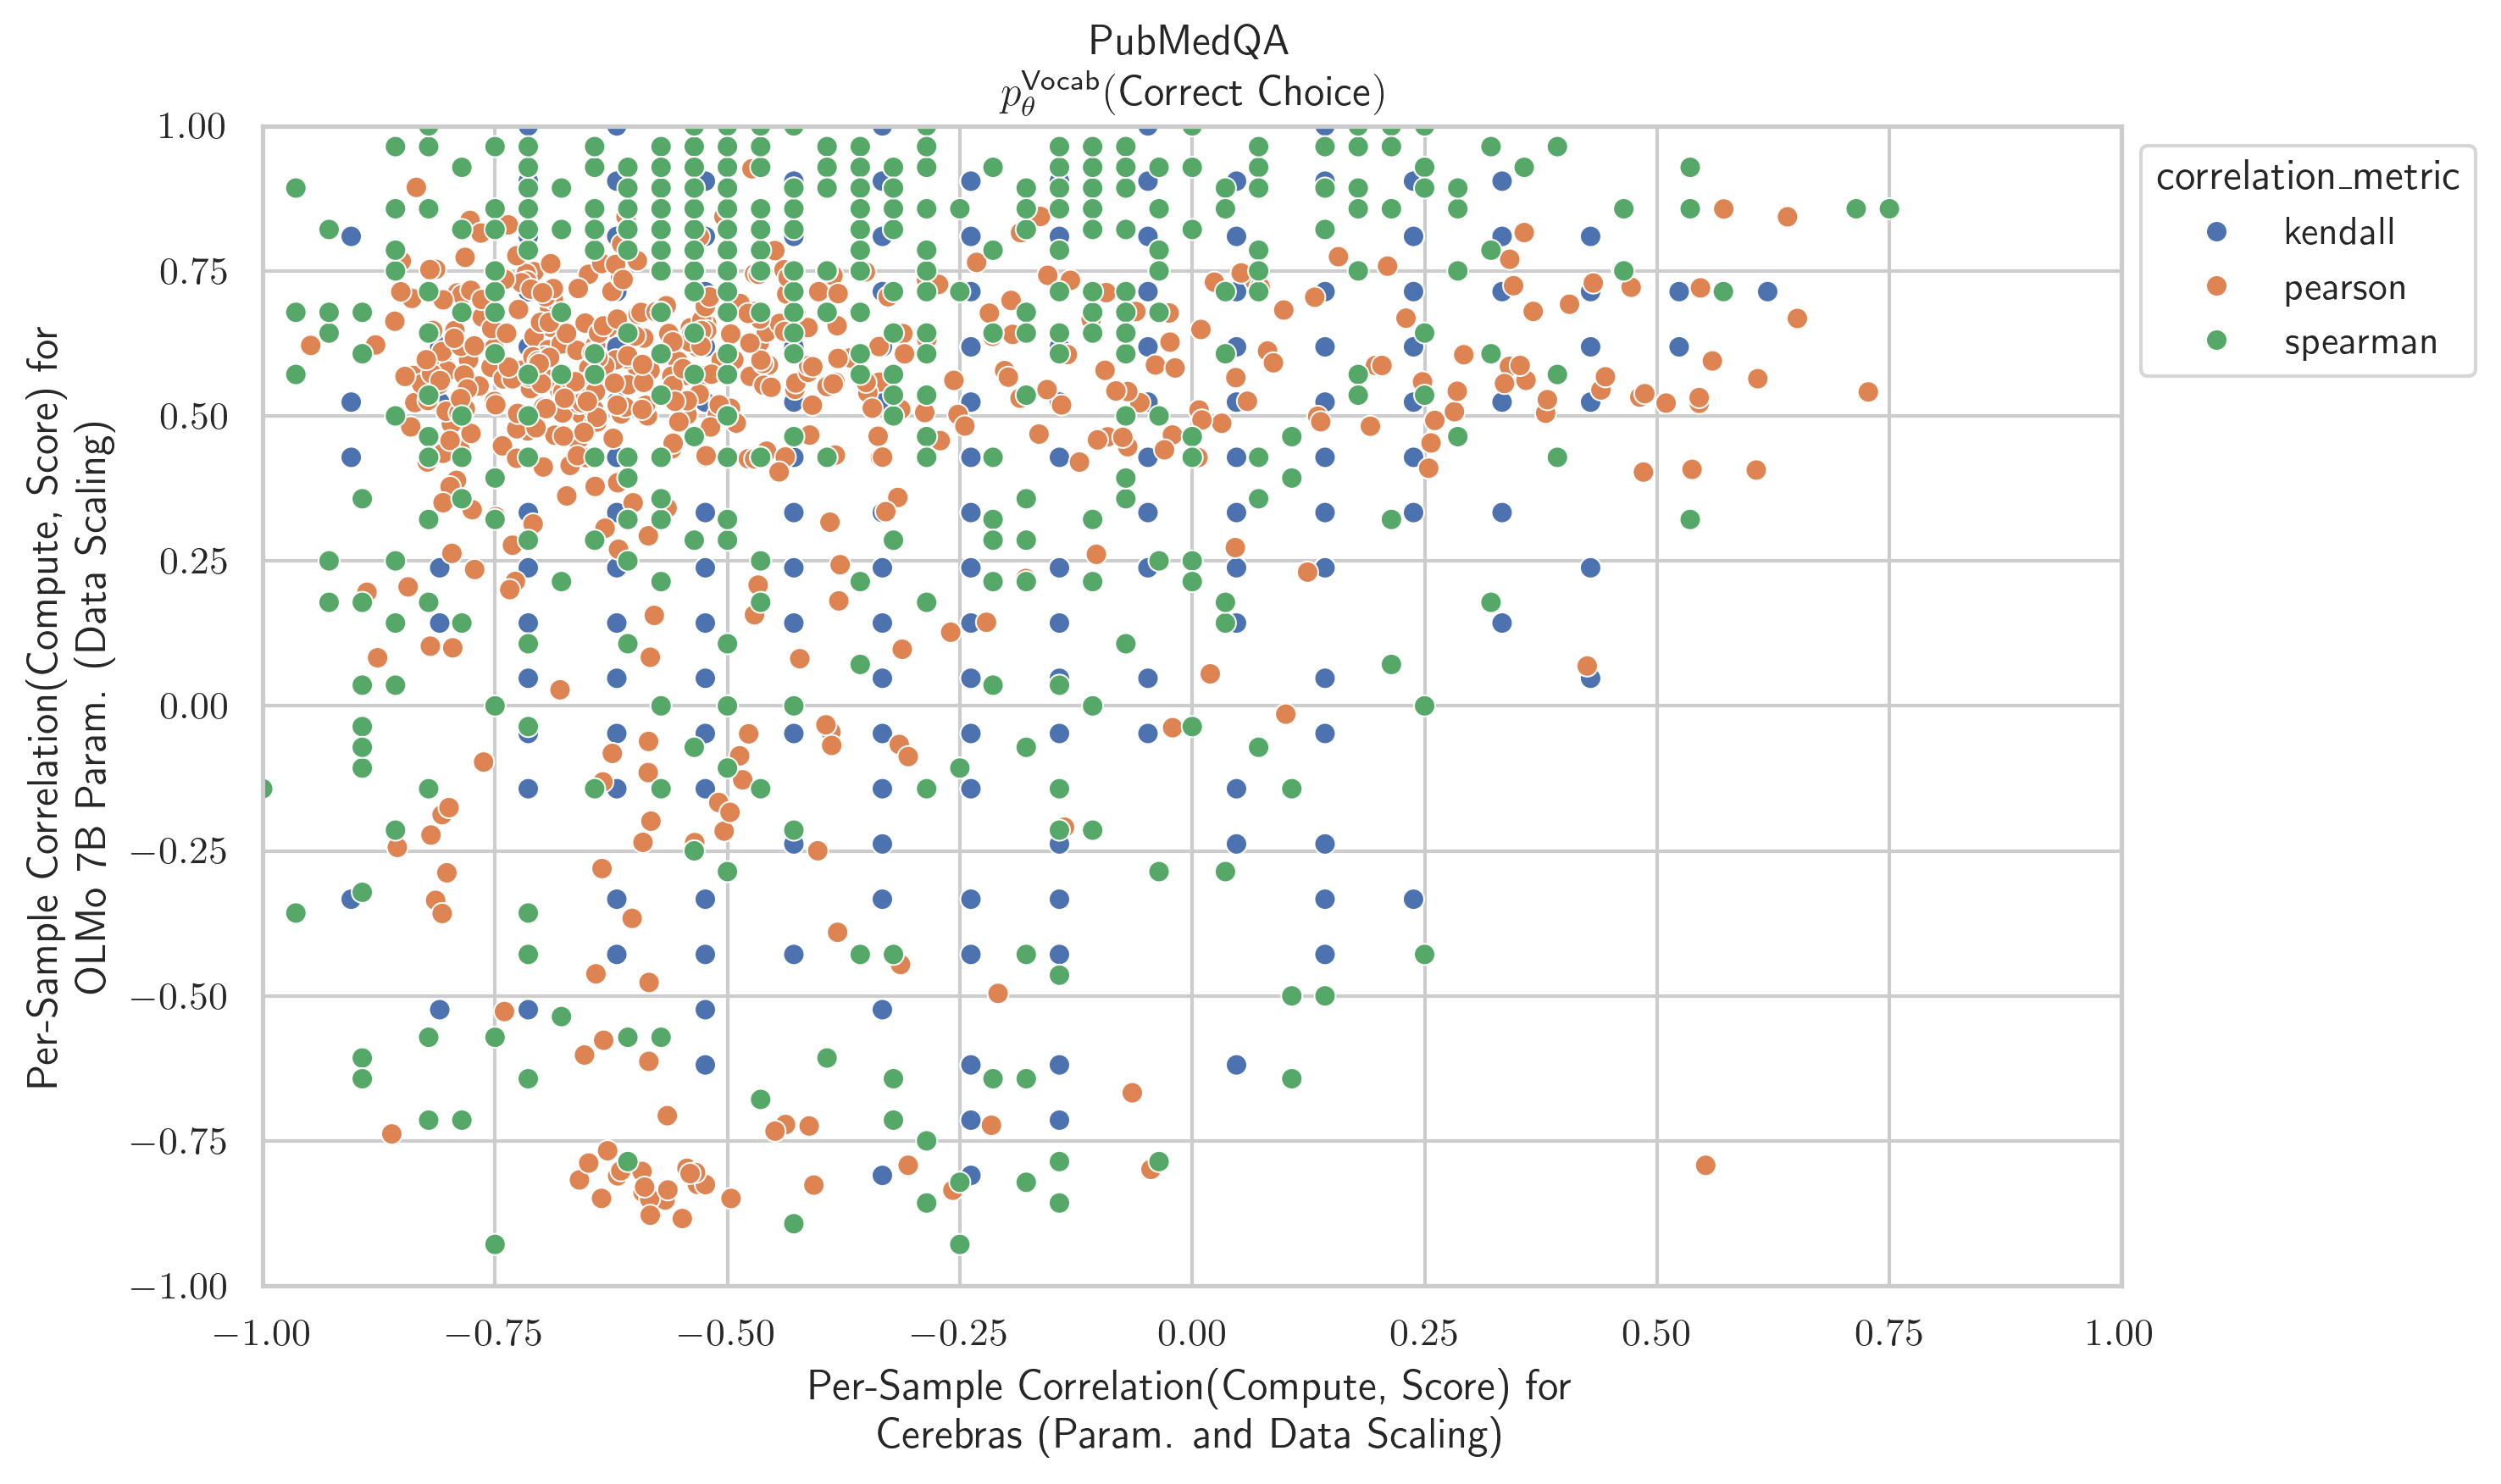 PubMedQA
p_θ^Vocab(Correct Choice)
1.00
0.75
0.50
0.25
0.00
−0.25
−0.50
−0.75
−1.00
Per-Sample Correlation(Compute, Score) for
OLMo 7B Param. (Data Scaling)
−1.00 −0.75 −0.50 −0.25 0.00 0.25 0.50 0.75 1.00
Per-Sample Correlation(Compute, Score) for
Cerebras (Param. and Data Scaling)
correlation_metric
kendall
pearson
spearman